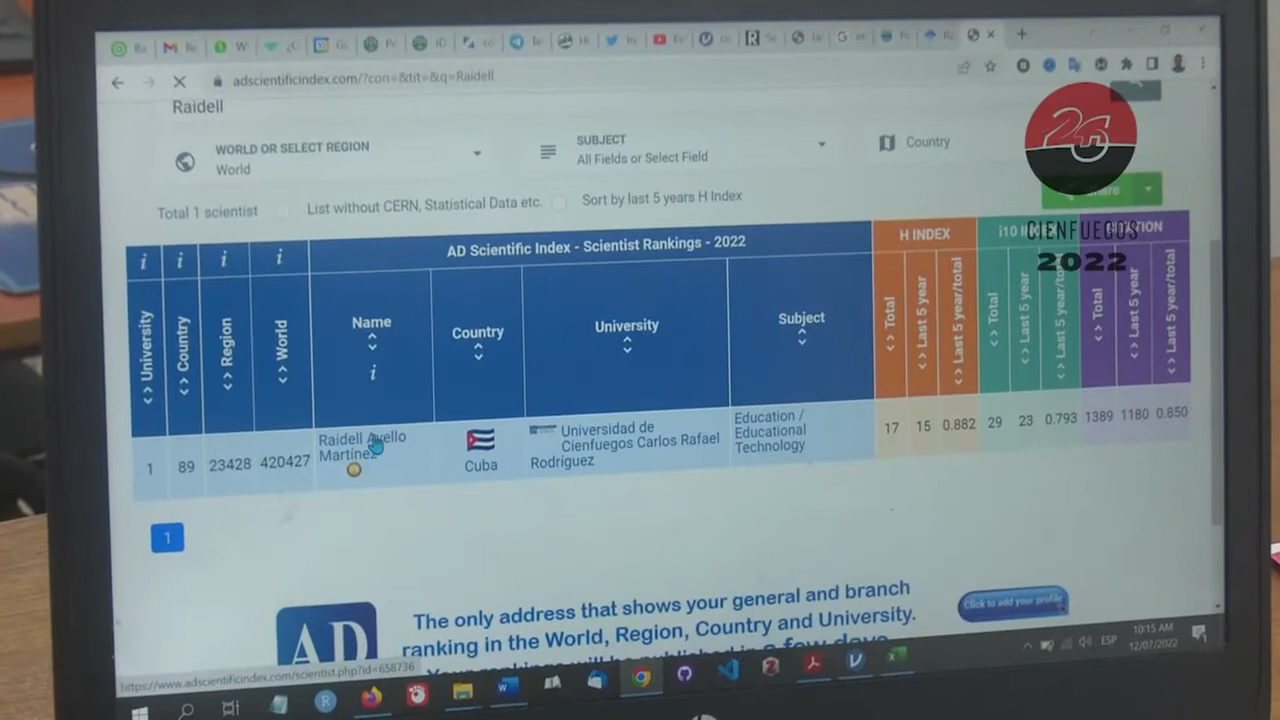 adscientificindex.com/?con=&tit=&q=Raidell
Raidell
WORLD OR SELECT REGION
World
SUBJECT
All Fields or Select Field
Country
26
Total 1 scientist
List without CERN, Statistical Data etc.
Sort by last 5 years H Index
CIENFUEGOS
2022
AD Scientific Index - Scientist Rankings - 2022
H INDEX
University
Country
Region
World
Name
Country
University
Subject
Total
Last 5 year
Last 5 year/total
Total
Last 5 year
Last 5 year/total
Total
Last 5 year
Last 5 year/total
1 89 23428 420427
Raidell Avello
Martínez
Cuba
Universidad de
Cienfuegos Carlos Rafael
Rodríguez
Education /
Educational
Technology
17 15 0.882 29 23 0.793 1389 1180 0.850
1
AD
The only address that shows your general and branch
ranking in the World, Region, Country and University.
Click to add your profile
https://www.adscientificindex.com/scientist.php?id=658736
ESP
10:15 AM
12/07/2022